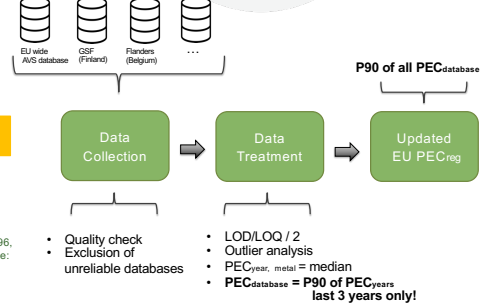 EU wide
AVS database
GSF
(Finland)
Flanders
(Belgium)
...
P90 of all PECdatabase
Data
Collection
Data
Treatment
Updated
EU PECreg
96,
e:
• Quality check
• Exclusion of
unreliable databases
• LOD/LOQ / 2
• Outlier analysis
• PECyear, metal = median
• PECdatabase = P90 of PECyears
last 3 years only!